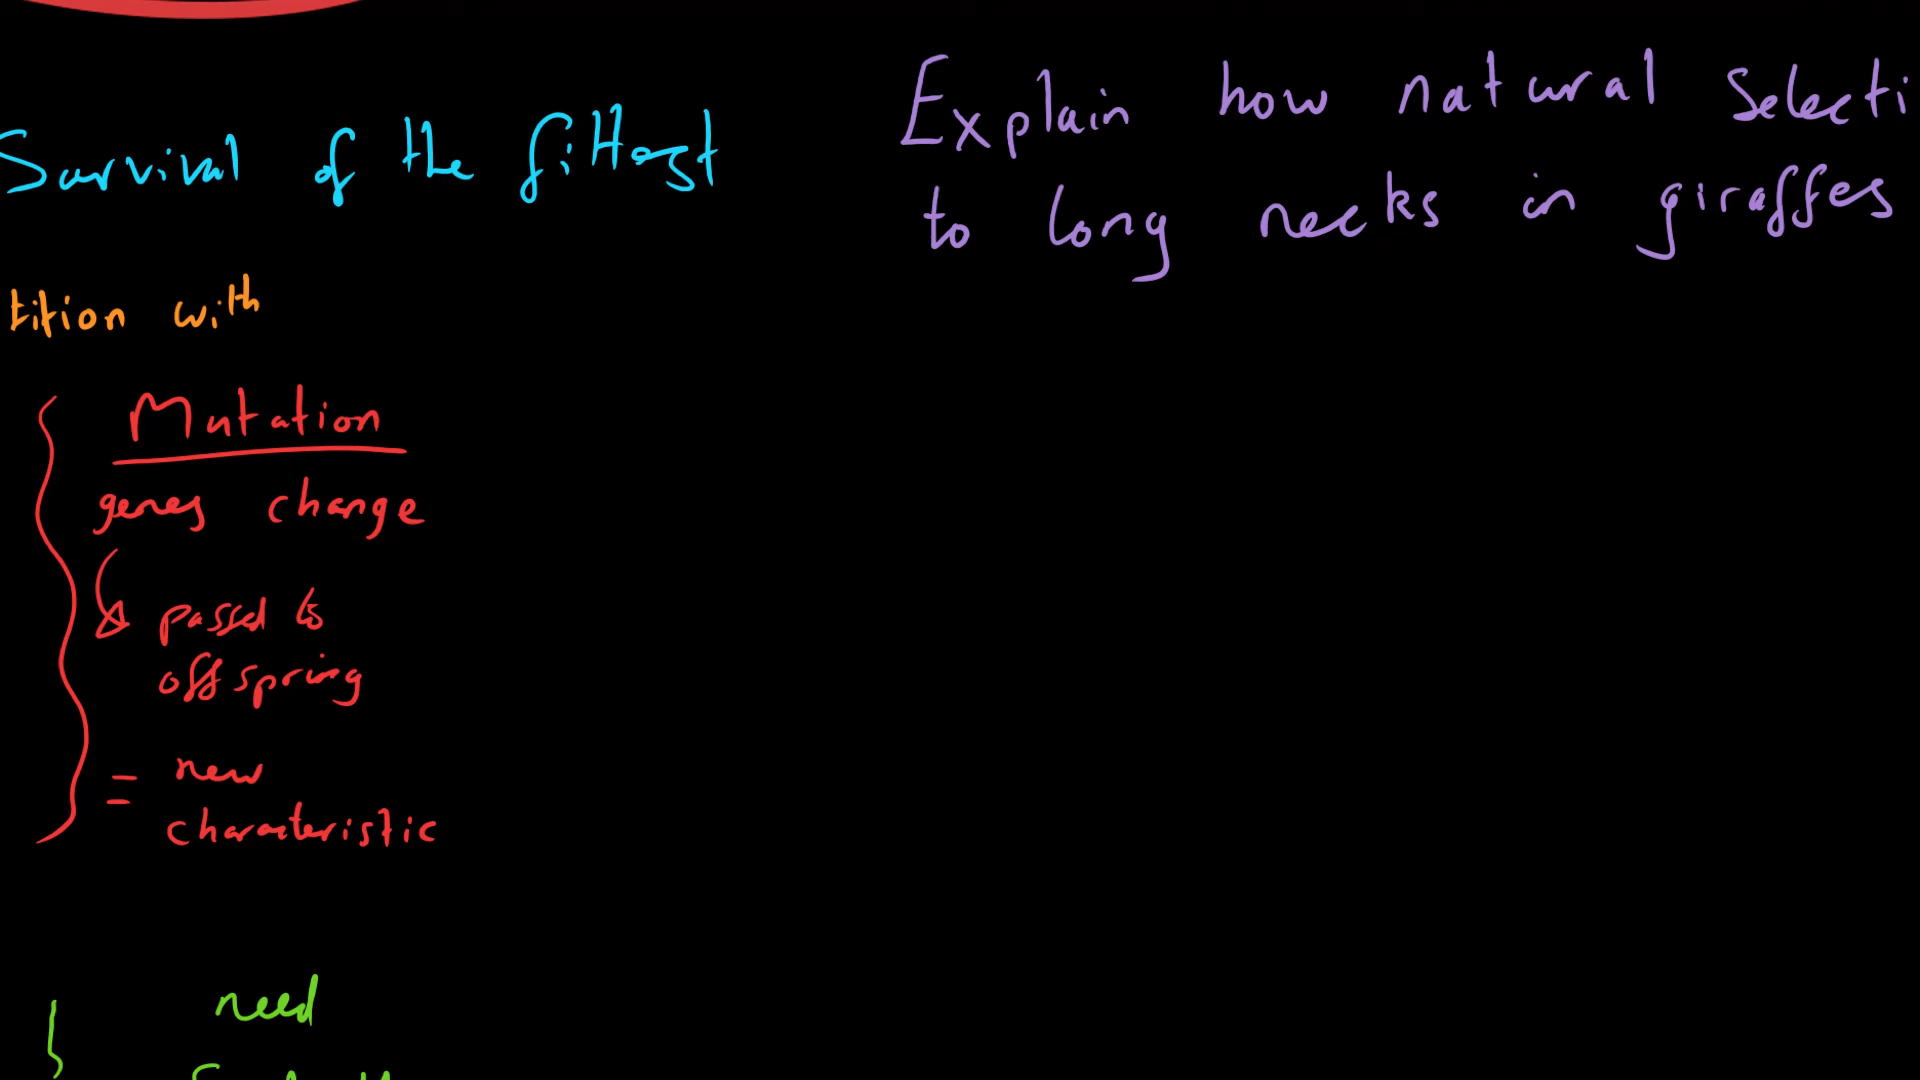 Survival of the fittest
tition with
Mutation
genes change
passed to
offspring
= new
characteristic
need
Explain how natural Selecti
to long necks in giraffes